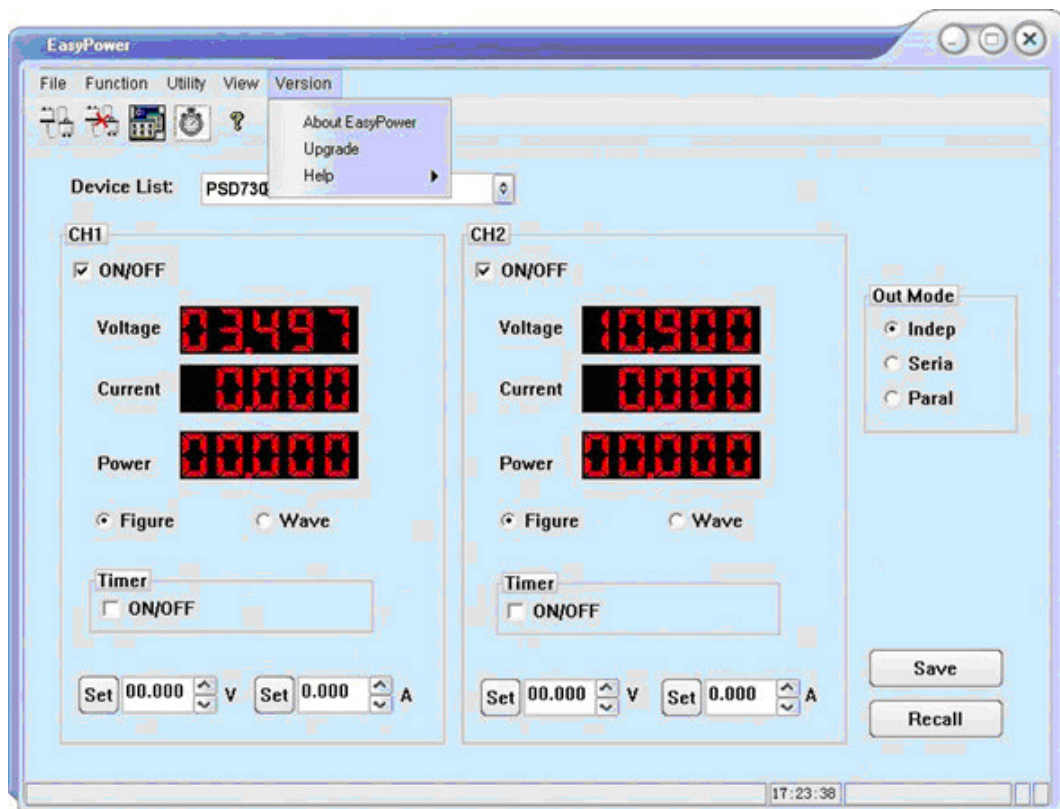 EasyPower
File Function Utility View Version
About EasyPower
Upgrade
Help
Device List: PSD730
CH1
ON/OFF
Voltage 03.497
Current 0.000
Power 00.000
Figure Wave
Timer
ON/OFF
Set 00.000 V Set 0.000 A
CH2
ON/OFF
Voltage 10.900
Current 0.000
Power 00.000
Figure Wave
Timer
ON/OFF
Set 00.000 V Set 0.000 A
Out Mode
Indep
Seria
Paral
Save
Recall
17:23:38